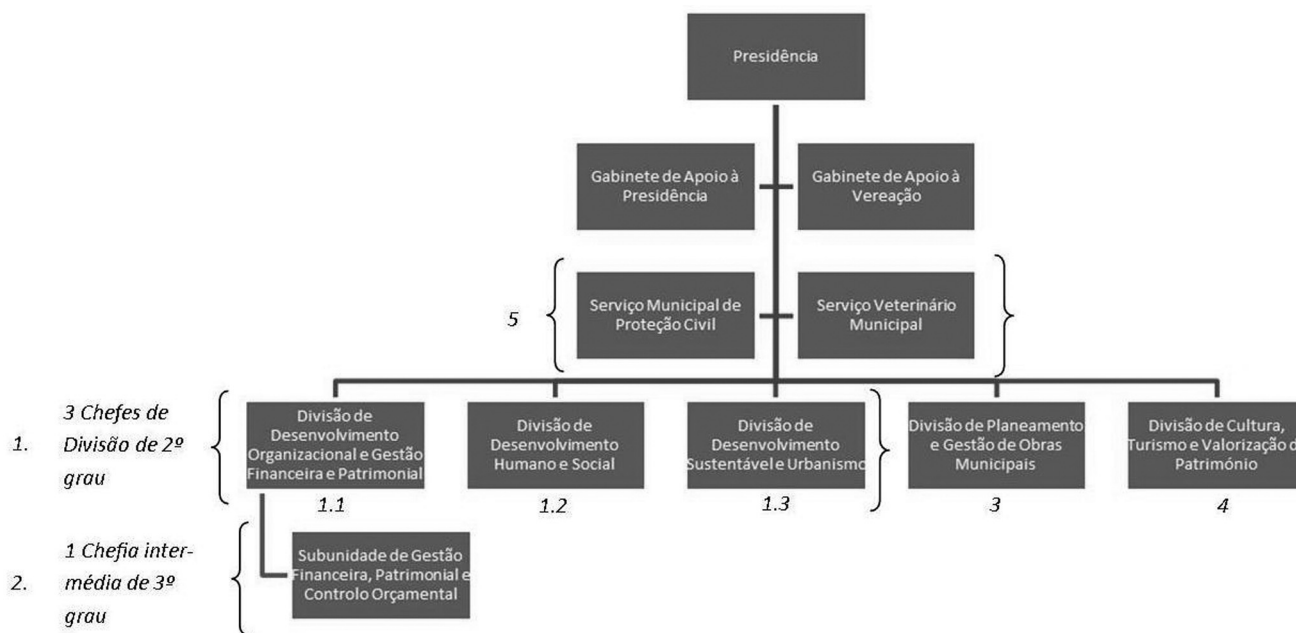 Presidência
Gabinete de Apoio à
Presidência
Gabinete de Apoio à
Vereação
5
Serviço Municipal de
Proteção Civil
Serviço Veterinário
Municipal
1.
3 Chefes de
Divisão de 2º
grau
Divisão de
Desenvolvimento
Organizacional e Gestão
Financeira e Patrimonial
1.1
Divisão de
Desenvolvimento
Humano e Social
1.2
Divisão de
Desenvolvimento
Sustentável e Urbanismo
1.3
Divisão de Planeamento
e Gestão de Obras
Municipais
3
Divisão de Cultura,
Turismo e Valorização d
Património
4
2.
1 Chefia inter-
média de 3º
grau
Subunidade de Gestão
Financeira, Patrimonial e
Controlo Orçamental